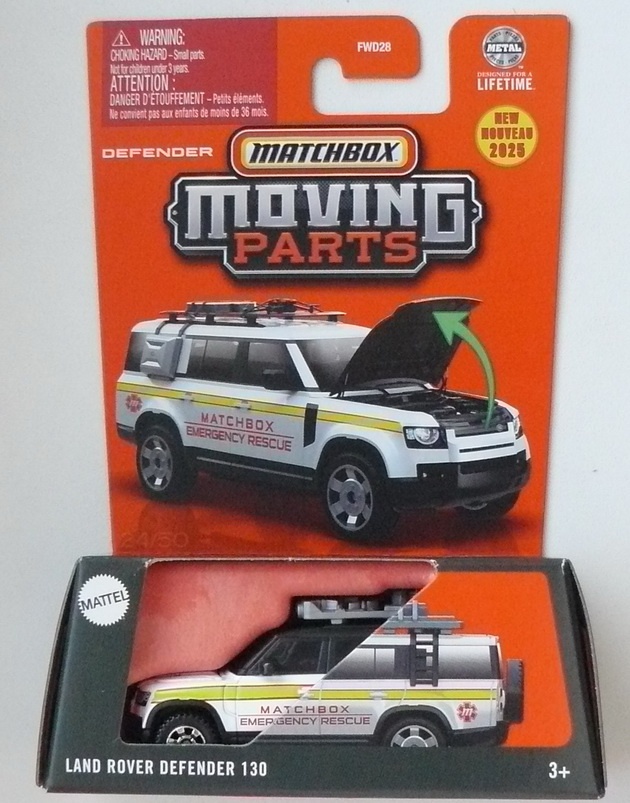 WARNING:
CHOKING HAZARD – Small parts.
Not for children under 3 years.
ATTENTION :
DANGER D'ÉTOUFFEMENT – Petits éléments.
Ne convient pas aux enfants de moins de 36 mois.
FWD28
METAL
DESIGNED FOR A
LIFETIME.
NEW
NOUVEAU
2025
DEFENDER
MATCHBOX
MOVING
PARTS
m
MATCHBOX
EMERGENCY RESCUE
24/50
MATTEL
MATCHBOX
EMERGENCY RESCUE
m
LAND ROVER DEFENDER 130
3+